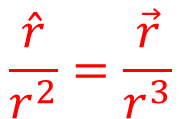 r̂/r² = r⃗/r³